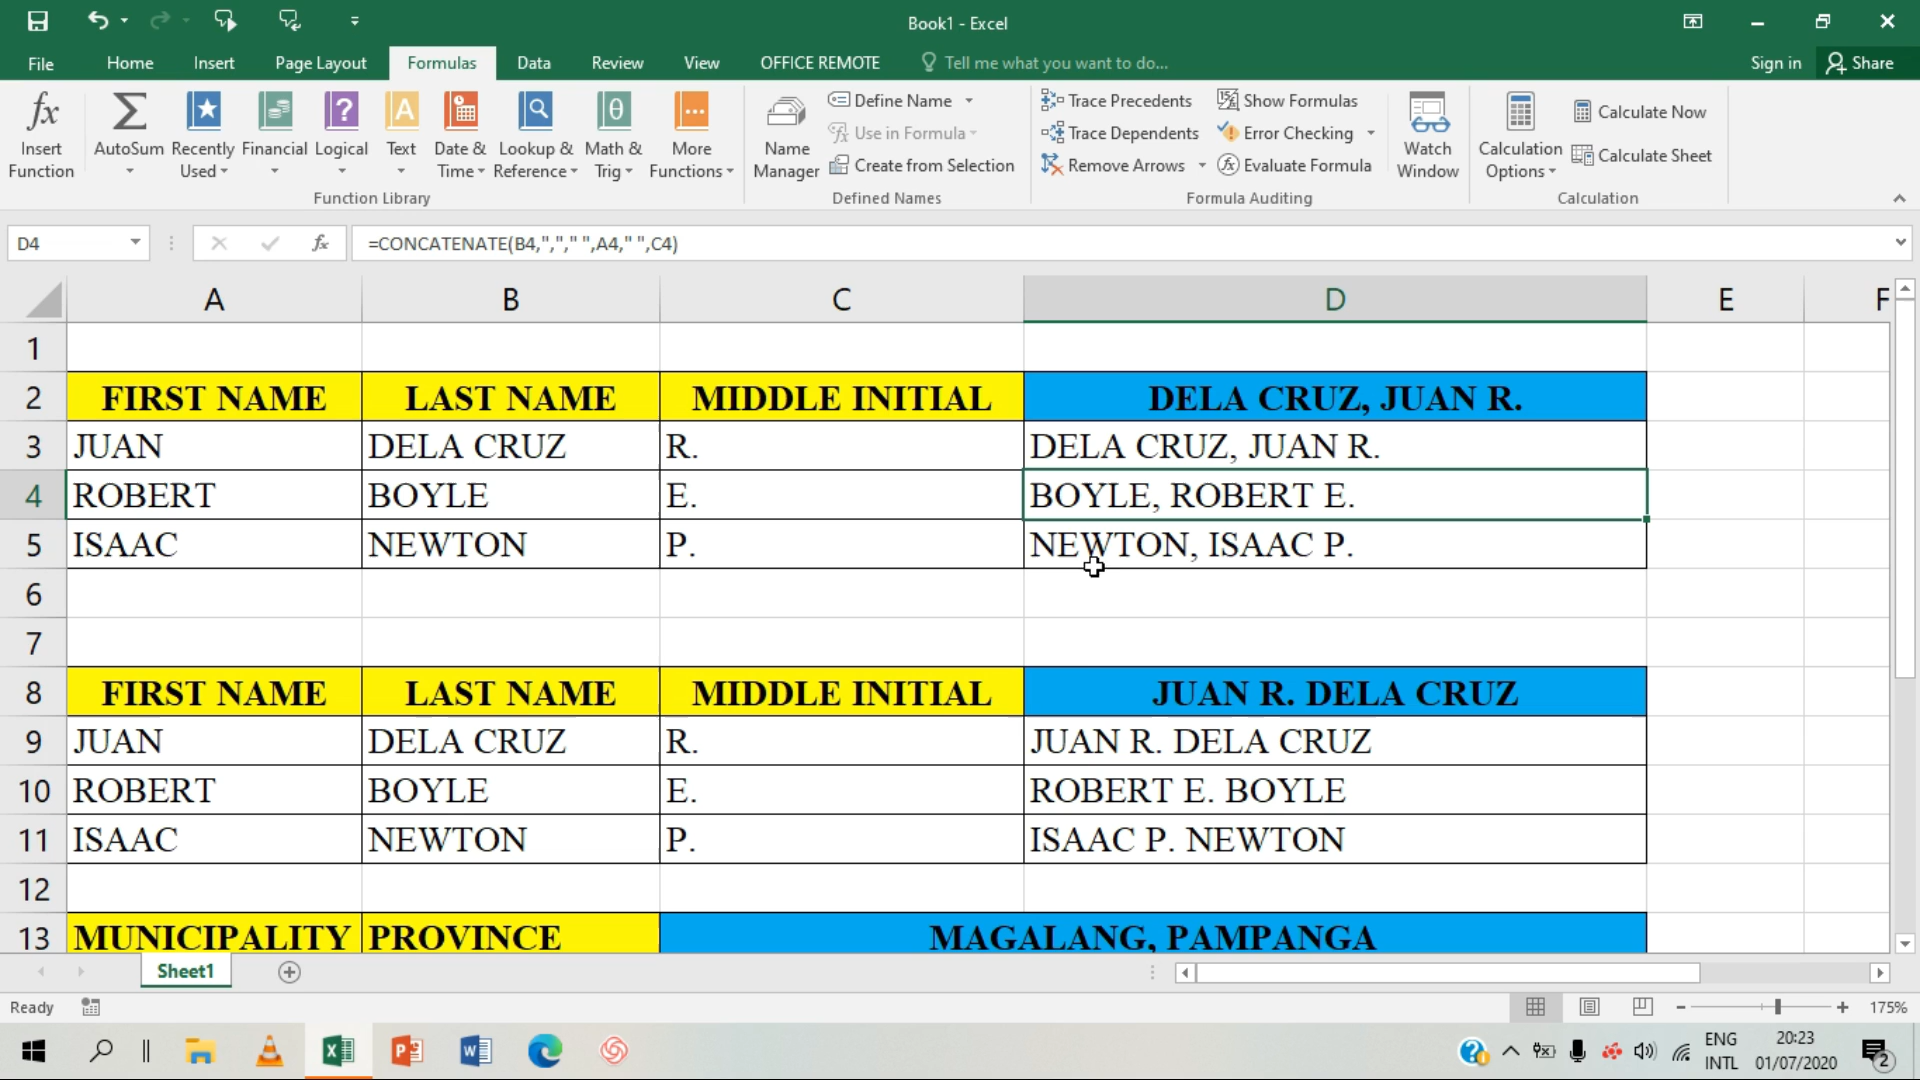 Book1 - Excel
File Home Insert Page Layout Formulas Data Review View OFFICE REMOTE Tell me what you want to do... Sign in Share
Insert Function
AutoSum
Recently Used
Financial
Logical
Text
Date & Time
Lookup & Reference
Math & Trig
More Functions
Function Library
Name Manager
Define Name
Use in Formula
Create from Selection
Defined Names
Trace Precedents
Trace Dependents
Remove Arrows
Show Formulas
Error Checking
Evaluate Formula
Formula Auditing
Watch Window
Calculation Options
Calculate Now
Calculate Sheet
Calculation
D4 fx =CONCATENATE(B4,","," ",A4," ",C4)
A B C D E F
1
2 FIRST NAME LAST NAME MIDDLE INITIAL DELA CRUZ, JUAN R.
3 JUAN DELA CRUZ R. DELA CRUZ, JUAN R.
4 ROBERT BOYLE E. BOYLE, ROBERT E.
5 ISAAC NEWTON P. NEWTON, ISAAC P.
6
7
8 FIRST NAME LAST NAME MIDDLE INITIAL JUAN R. DELA CRUZ
9 JUAN DELA CRUZ R. JUAN R. DELA CRUZ
10 ROBERT BOYLE E. ROBERT E. BOYLE
11 ISAAC NEWTON P. ISAAC P. NEWTON
12
13 MUNICIPALITY PROVINCE MAGALANG, PAMPANGA
Sheet1
Ready 175%
ENG 20:23
INTL 01/07/2020 2